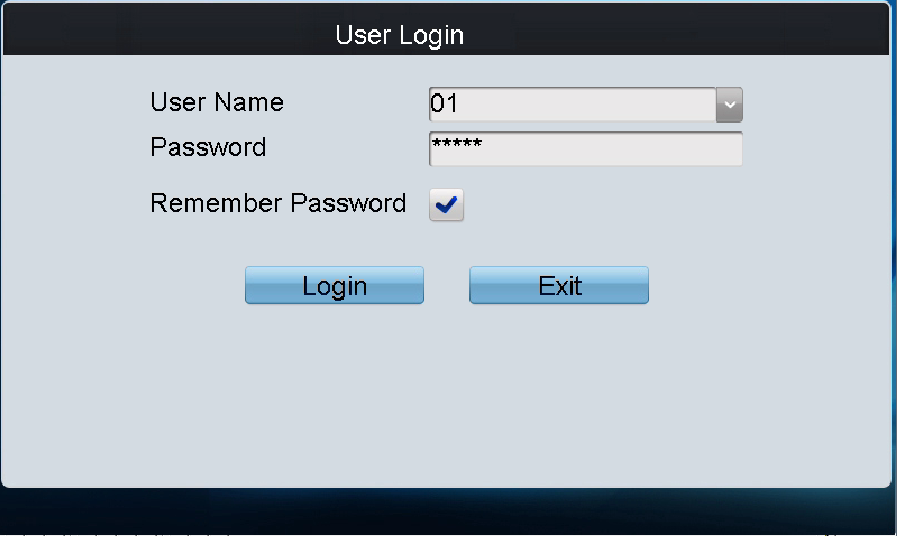 User Login
User Name 01
Password *****
Remember Password
Login Exit